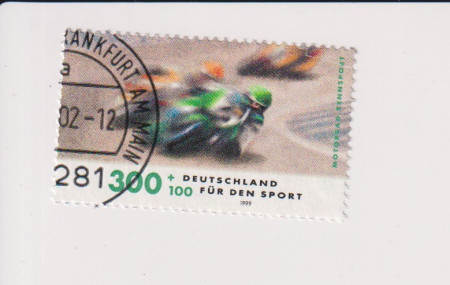 RANKFURT AM MAIN
a
02-12
281
300 + 100
DEUTSCHLAND
FÜR DEN SPORT
1999
MOTORRAD-RENNSPORT